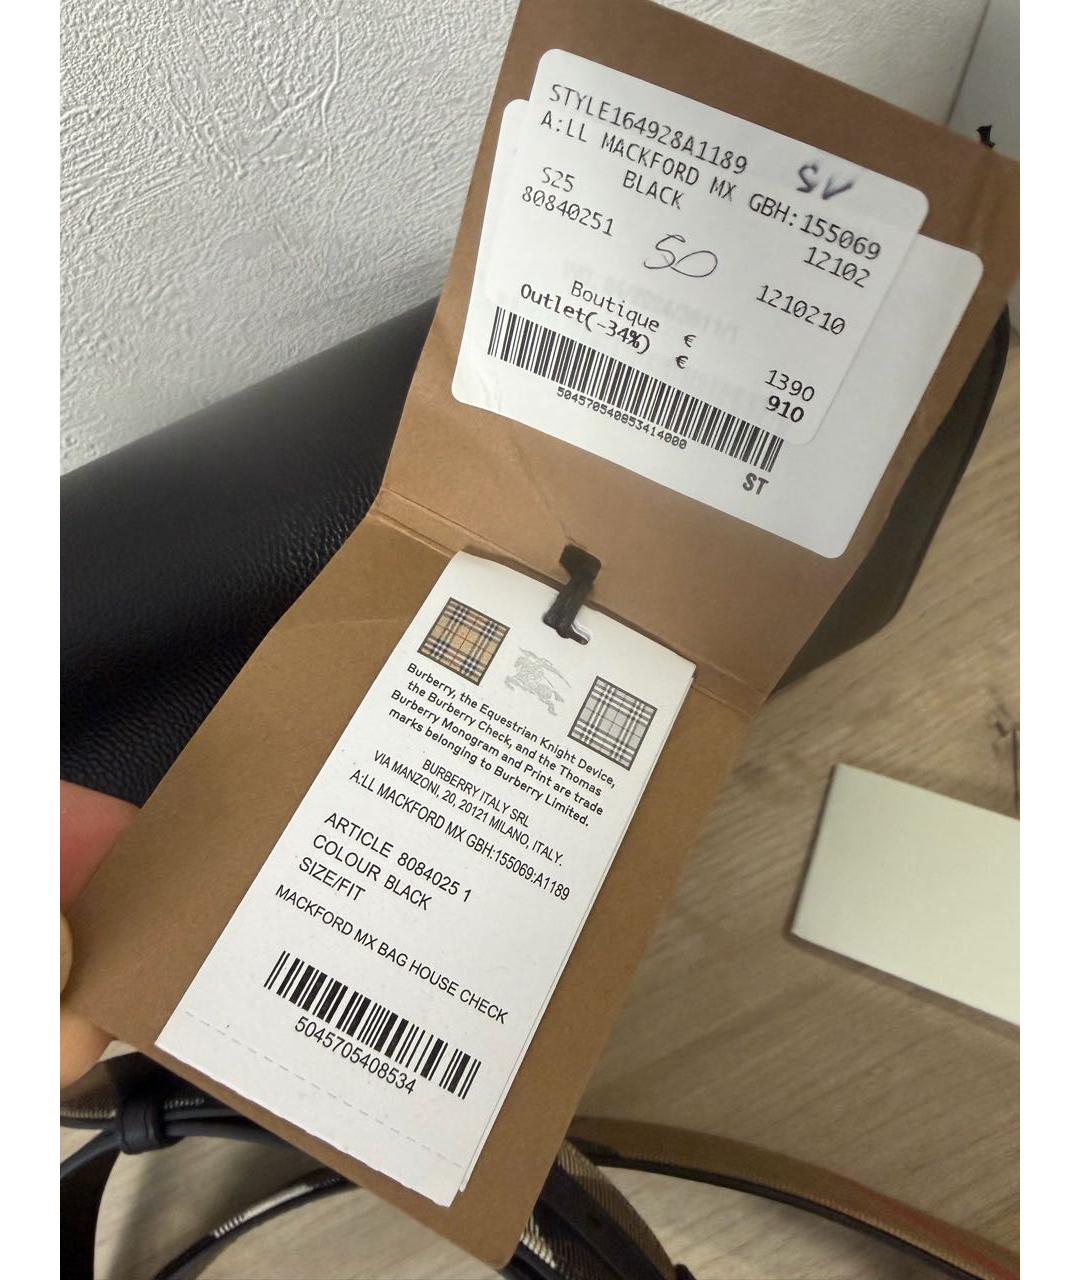 STYLE164928A1189
SV
A:LL MACKFORD MX GBH:155069
S25 BLACK 12102
80840251
50
1210210
Boutique € 1390
Outlet(-34%) € 910
504570540853414000
ST
Burberry, the Equestrian Knight Device,
the Burberry Check, and the Thomas
Burberry Monogram and Print are trade
marks belonging to Burberry Limited.
BURBERRY ITALY SRL
VIA MANZONI, 20, 20121 MILANO, ITALY.
A:LL MACKFORD MX GBH:155069:A1189
ARTICLE 8084025 1
COLOUR BLACK
SIZE/FIT
MACKFORD MX BAG HOUSE CHECK
5045705408534